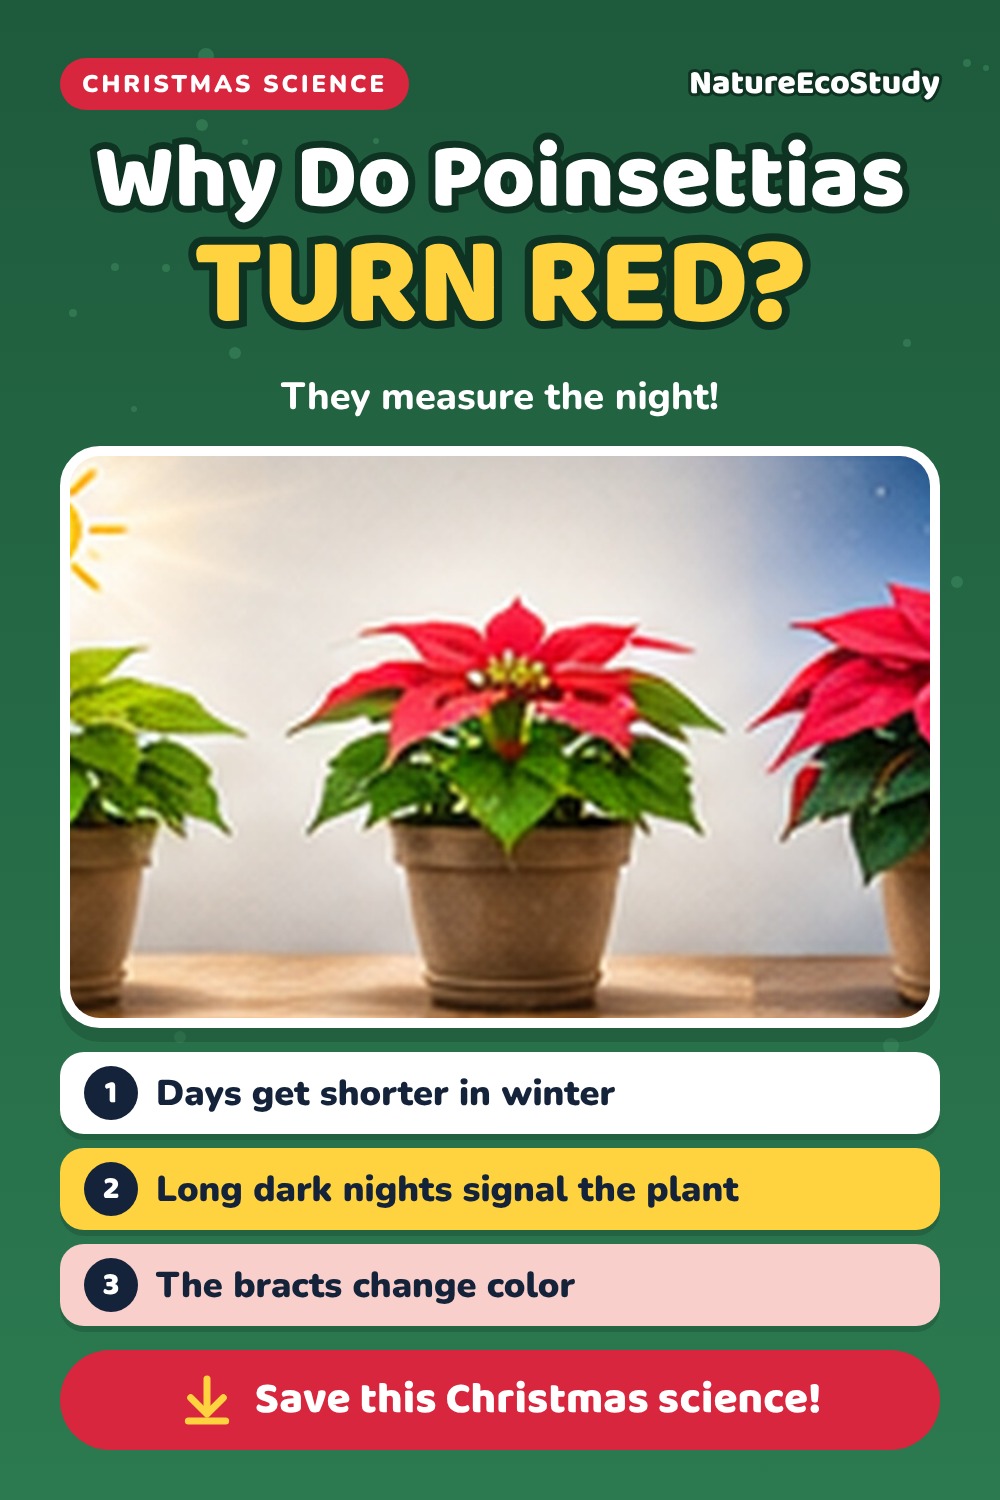 CHRISTMAS SCIENCE
NatureEcoStudy
Why Do Poinsettias
TURN RED?
They measure the night!
1 Days get shorter in winter
2 Long dark nights signal the plant
3 The bracts change color
Save this Christmas science!